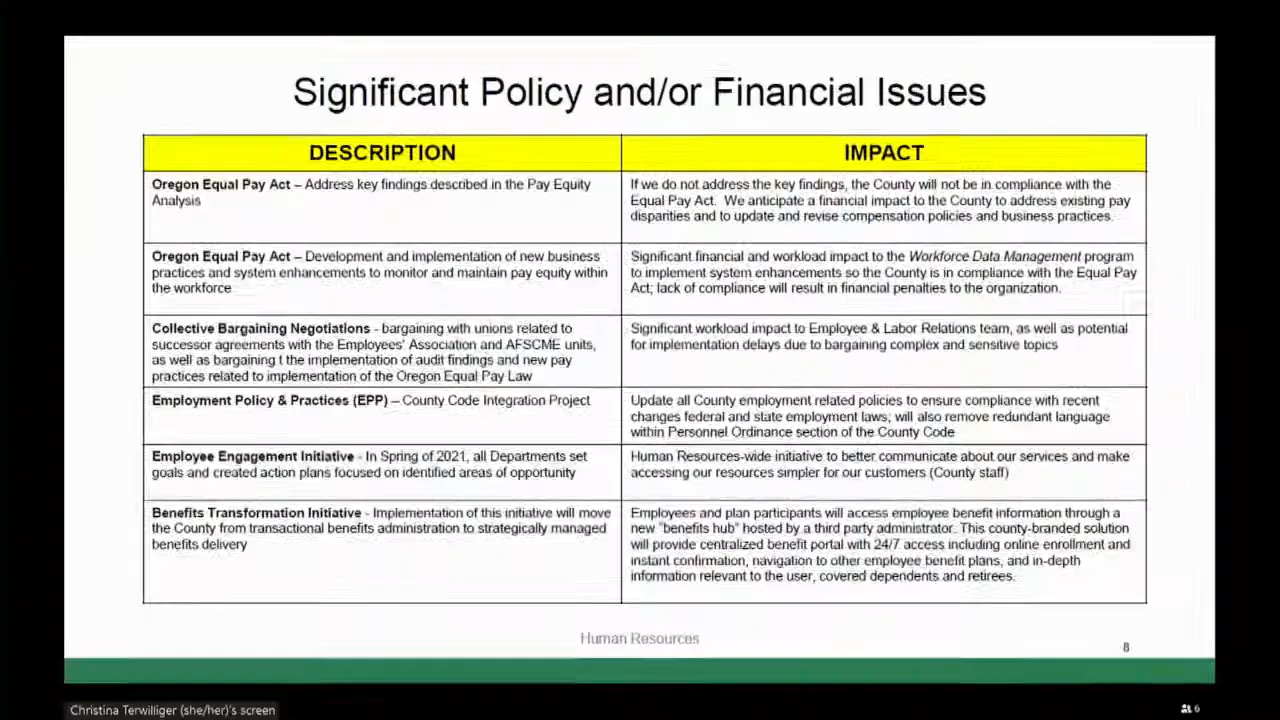 Significant Policy and/or Financial Issues
DESCRIPTION
IMPACT
Oregon Equal Pay Act – Address key findings described in the Pay Equity
Analysis
If we do not address the key findings, the County will not be in compliance with the
Equal Pay Act. We anticipate a financial impact to the County to address existing pay
disparities and to update and revise compensation policies and business practices.
Oregon Equal Pay Act – Development and implementation of new business
practices and system enhancements to monitor and maintain pay equity within
the workforce
Significant financial and workload impact to the Workforce Data Management program
to implement system enhancements so the County is in compliance with the Equal Pay
Act; lack of compliance will result in financial penalties to the organization.
Collective Bargaining Negotiations - bargaining with unions related to
successor agreements with the Employees' Association and AFSCME units,
as well as bargaining t the implementation of audit findings and new pay
practices related to implementation of the Oregon Equal Pay Law
Significant workload impact to Employee & Labor Relations team, as well as potential
for implementation delays due to bargaining complex and sensitive topics
Employment Policy & Practices (EPP) – County Code Integration Project
Update all County employment related policies to ensure compliance with recent
changes federal and state employment laws; will also remove redundant language
within Personnel Ordinance section of the County Code
Employee Engagement Initiative - In Spring of 2021, all Departments set
goals and created action plans focused on identified areas of opportunity
Human Resources-wide initiative to better communicate about our services and make
accessing our resources simpler for our customers (County staff)
Benefits Transformation Initiative - Implementation of this initiative will move
the County from transactional benefits administration to strategically managed
benefits delivery
Employees and plan participants will access employee benefit information through a
new "benefits hub" hosted by a third party administrator. This county-branded solution
will provide centralized benefit portal with 24/7 access including online enrollment and
instant confirmation, navigation to other employee benefit plans, and in-depth
information relevant to the user, covered dependents and retirees.
Human Resources
8
Christina Terwilliger (she/her)'s screen
6